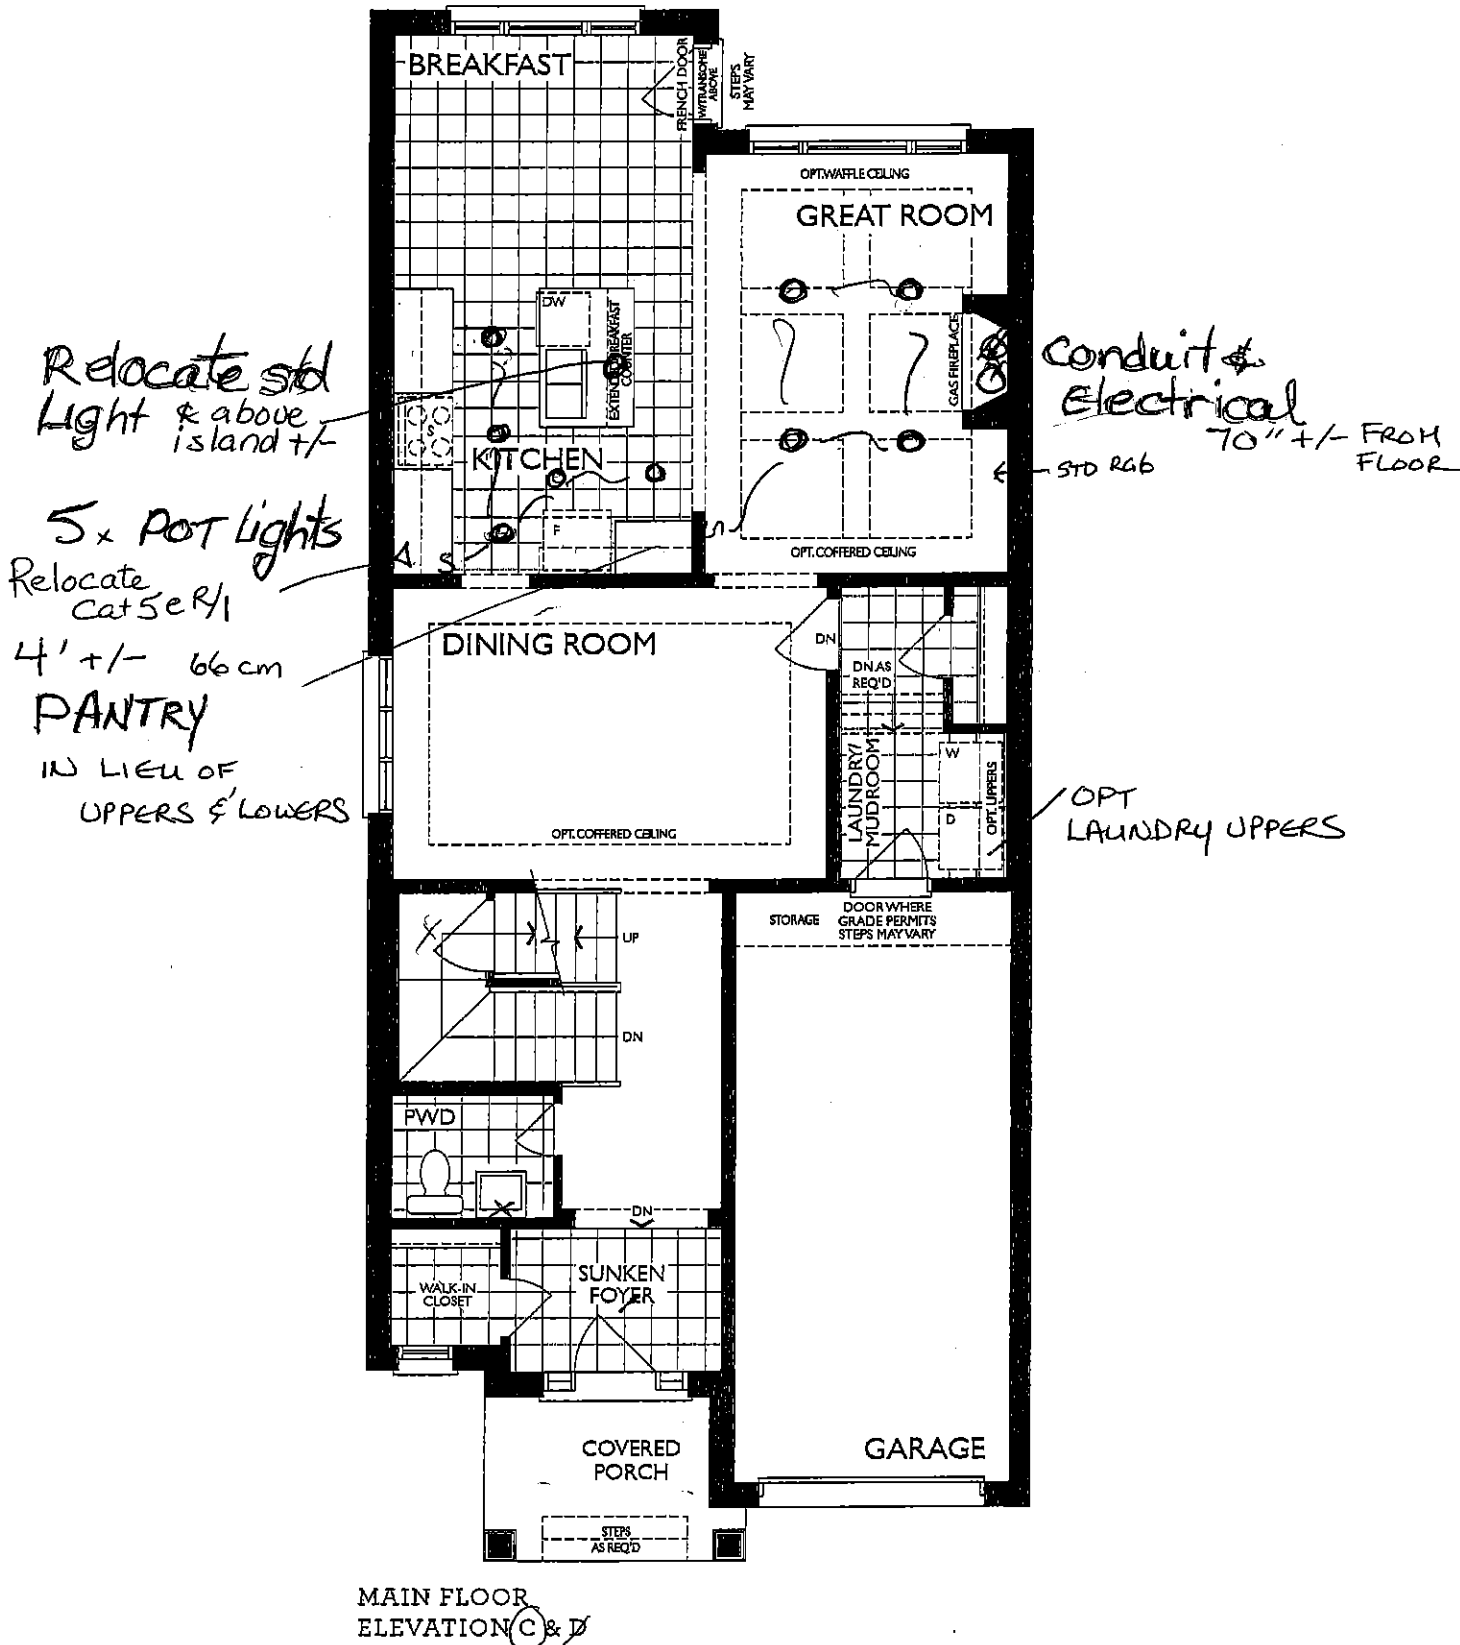 BREAKFAST
FRENCH DOOR
W/TRANSOME
ABOVE
STEPS
MAY VARY
OPT. WAFFLE CEILING
GREAT ROOM
DW
EXTENDED BREAKFAST
COUNTER
GAS FIREPLACE
Relocate std
Light & above
island +/-
conduit &
Electrical
70" +/- FROM
FLOOR
STD RG6
S
KITCHEN
5x POT lights
F
S
S
OPT. COFFERED CEILING
Relocate
Cat5e R/1
4' +/- 66cm
PANTRY
IN LIEU OF
UPPERS & LOWERS
DINING ROOM
DN
DN AS
REQ'D
LAUNDRY/
MUDROOM
W
D
OPT. UPPERS
OPT
LAUNDRY UPPERS
OPT. COFFERED CEILING
STORAGE
DOOR WHERE
GRADE PERMITS
STEPS MAY VARY
UP
DN
PWD
DN
SUNKEN
FOYER
WALK-IN
CLOSET
COVERED
PORCH
GARAGE
STEPS
AS REQ'D
MAIN FLOOR
ELEVATION C & D